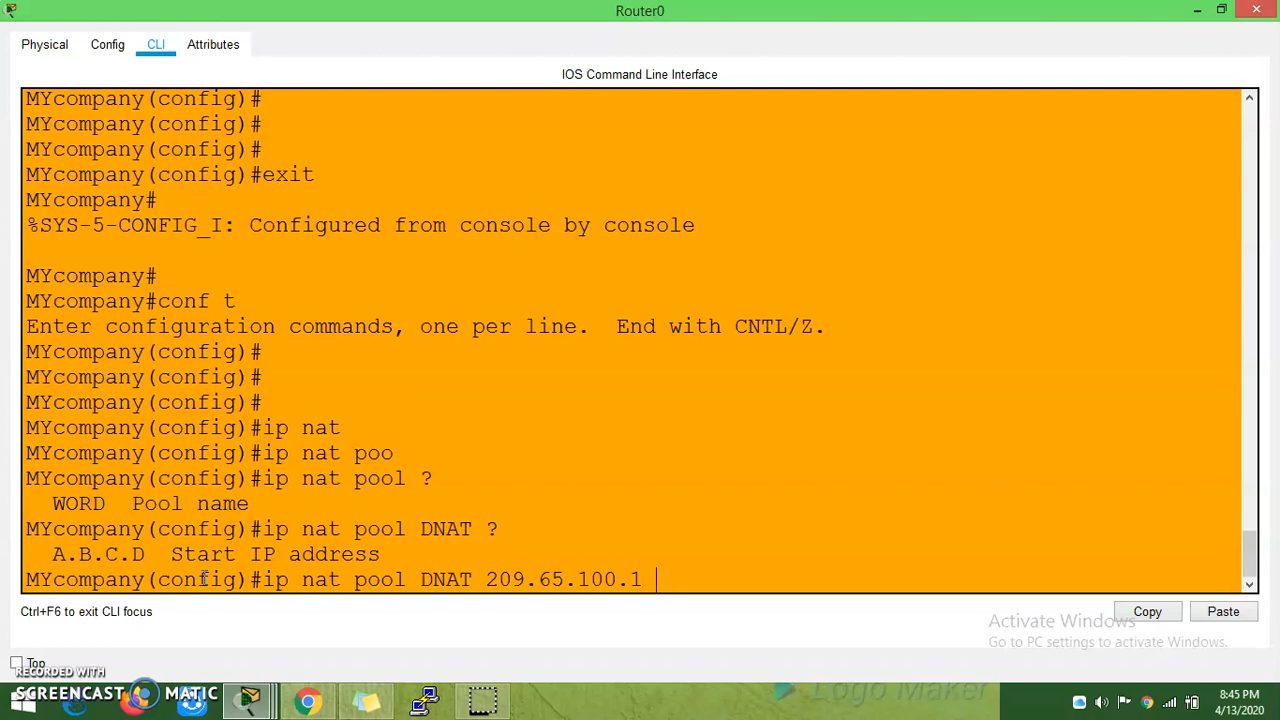 Router0
Physical Config CLI Attributes
IOS Command Line Interface
MYcompany(config)#
MYcompany(config)#
MYcompany(config)#
MYcompany(config)#exit
MYcompany#
%SYS-5-CONFIG_I: Configured from console by console
MYcompany#
MYcompany#conf t
Enter configuration commands, one per line.  End with CNTL/Z.
MYcompany(config)#
MYcompany(config)#
MYcompany(config)#
MYcompany(config)#ip nat
MYcompany(config)#ip nat poo
MYcompany(config)#ip nat pool ?
WORD  Pool name
MYcompany(config)#ip nat pool DNAT ?
A.B.C.D  Start IP address
MYcompany(config)#ip nat pool DNAT 209.65.100.1
Ctrl+F6 to exit CLI focus
Copy Paste
Activate Windows
Go to PC settings to activate Windows.
Top
RECORDED WITH
SCREENCAST MATIC
Logo Maker
8:45 PM
4/13/2020